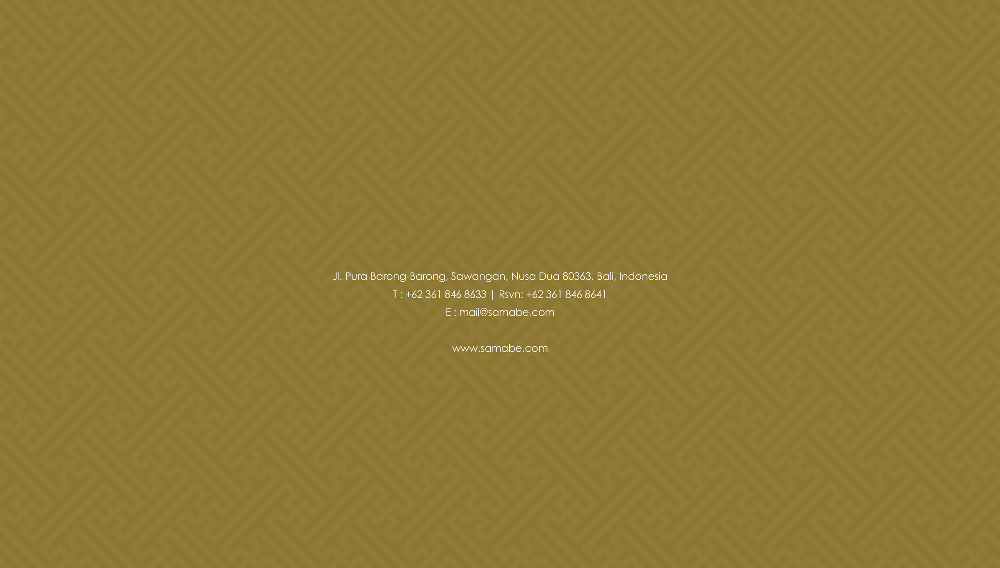 Jl. Pura Barong-Barong, Sawangan, Nusa Dua 80363, Bali, Indonesia
T : +62 361 846 8633 | Rsvn: +62 361 846 8641
E : mail@samabe.com
www.samabe.com